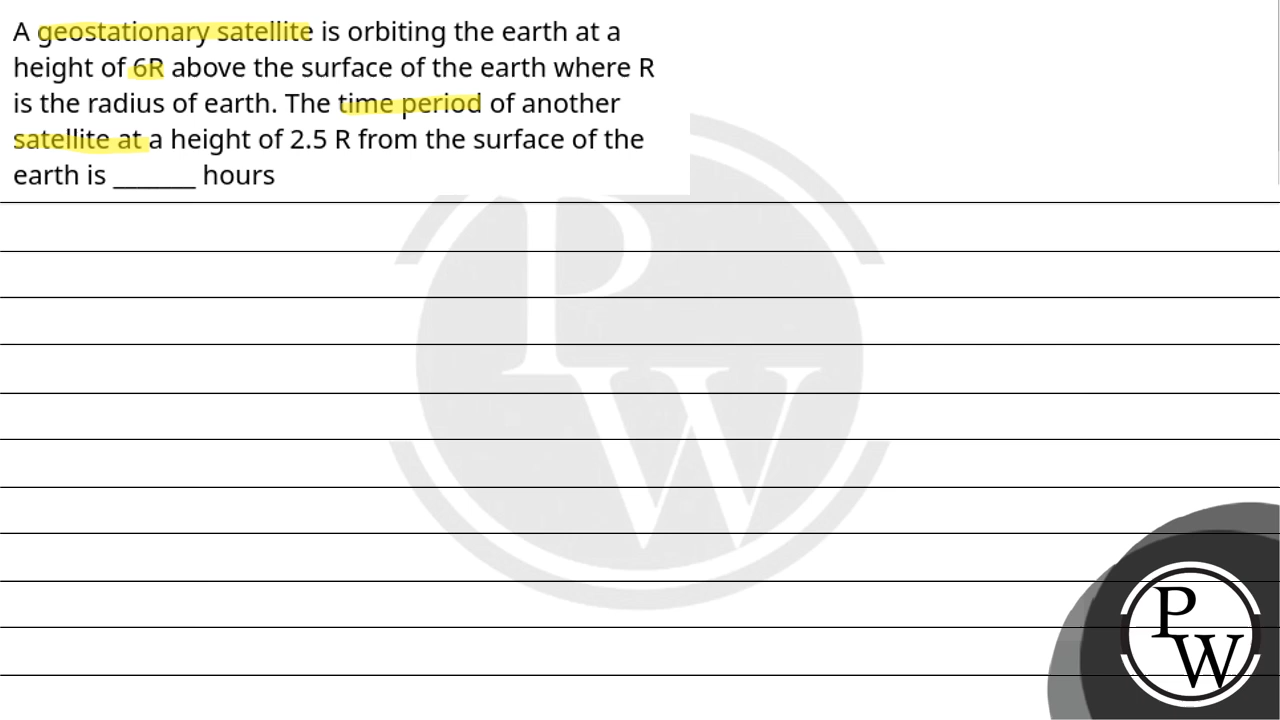 A geostationary satellite is orbiting the earth at a
height of 6R above the surface of the earth where R
is the radius of earth. The time period of another
satellite at a height of 2.5 R from the surface of the
earth is _______ hours
P
W
P
W